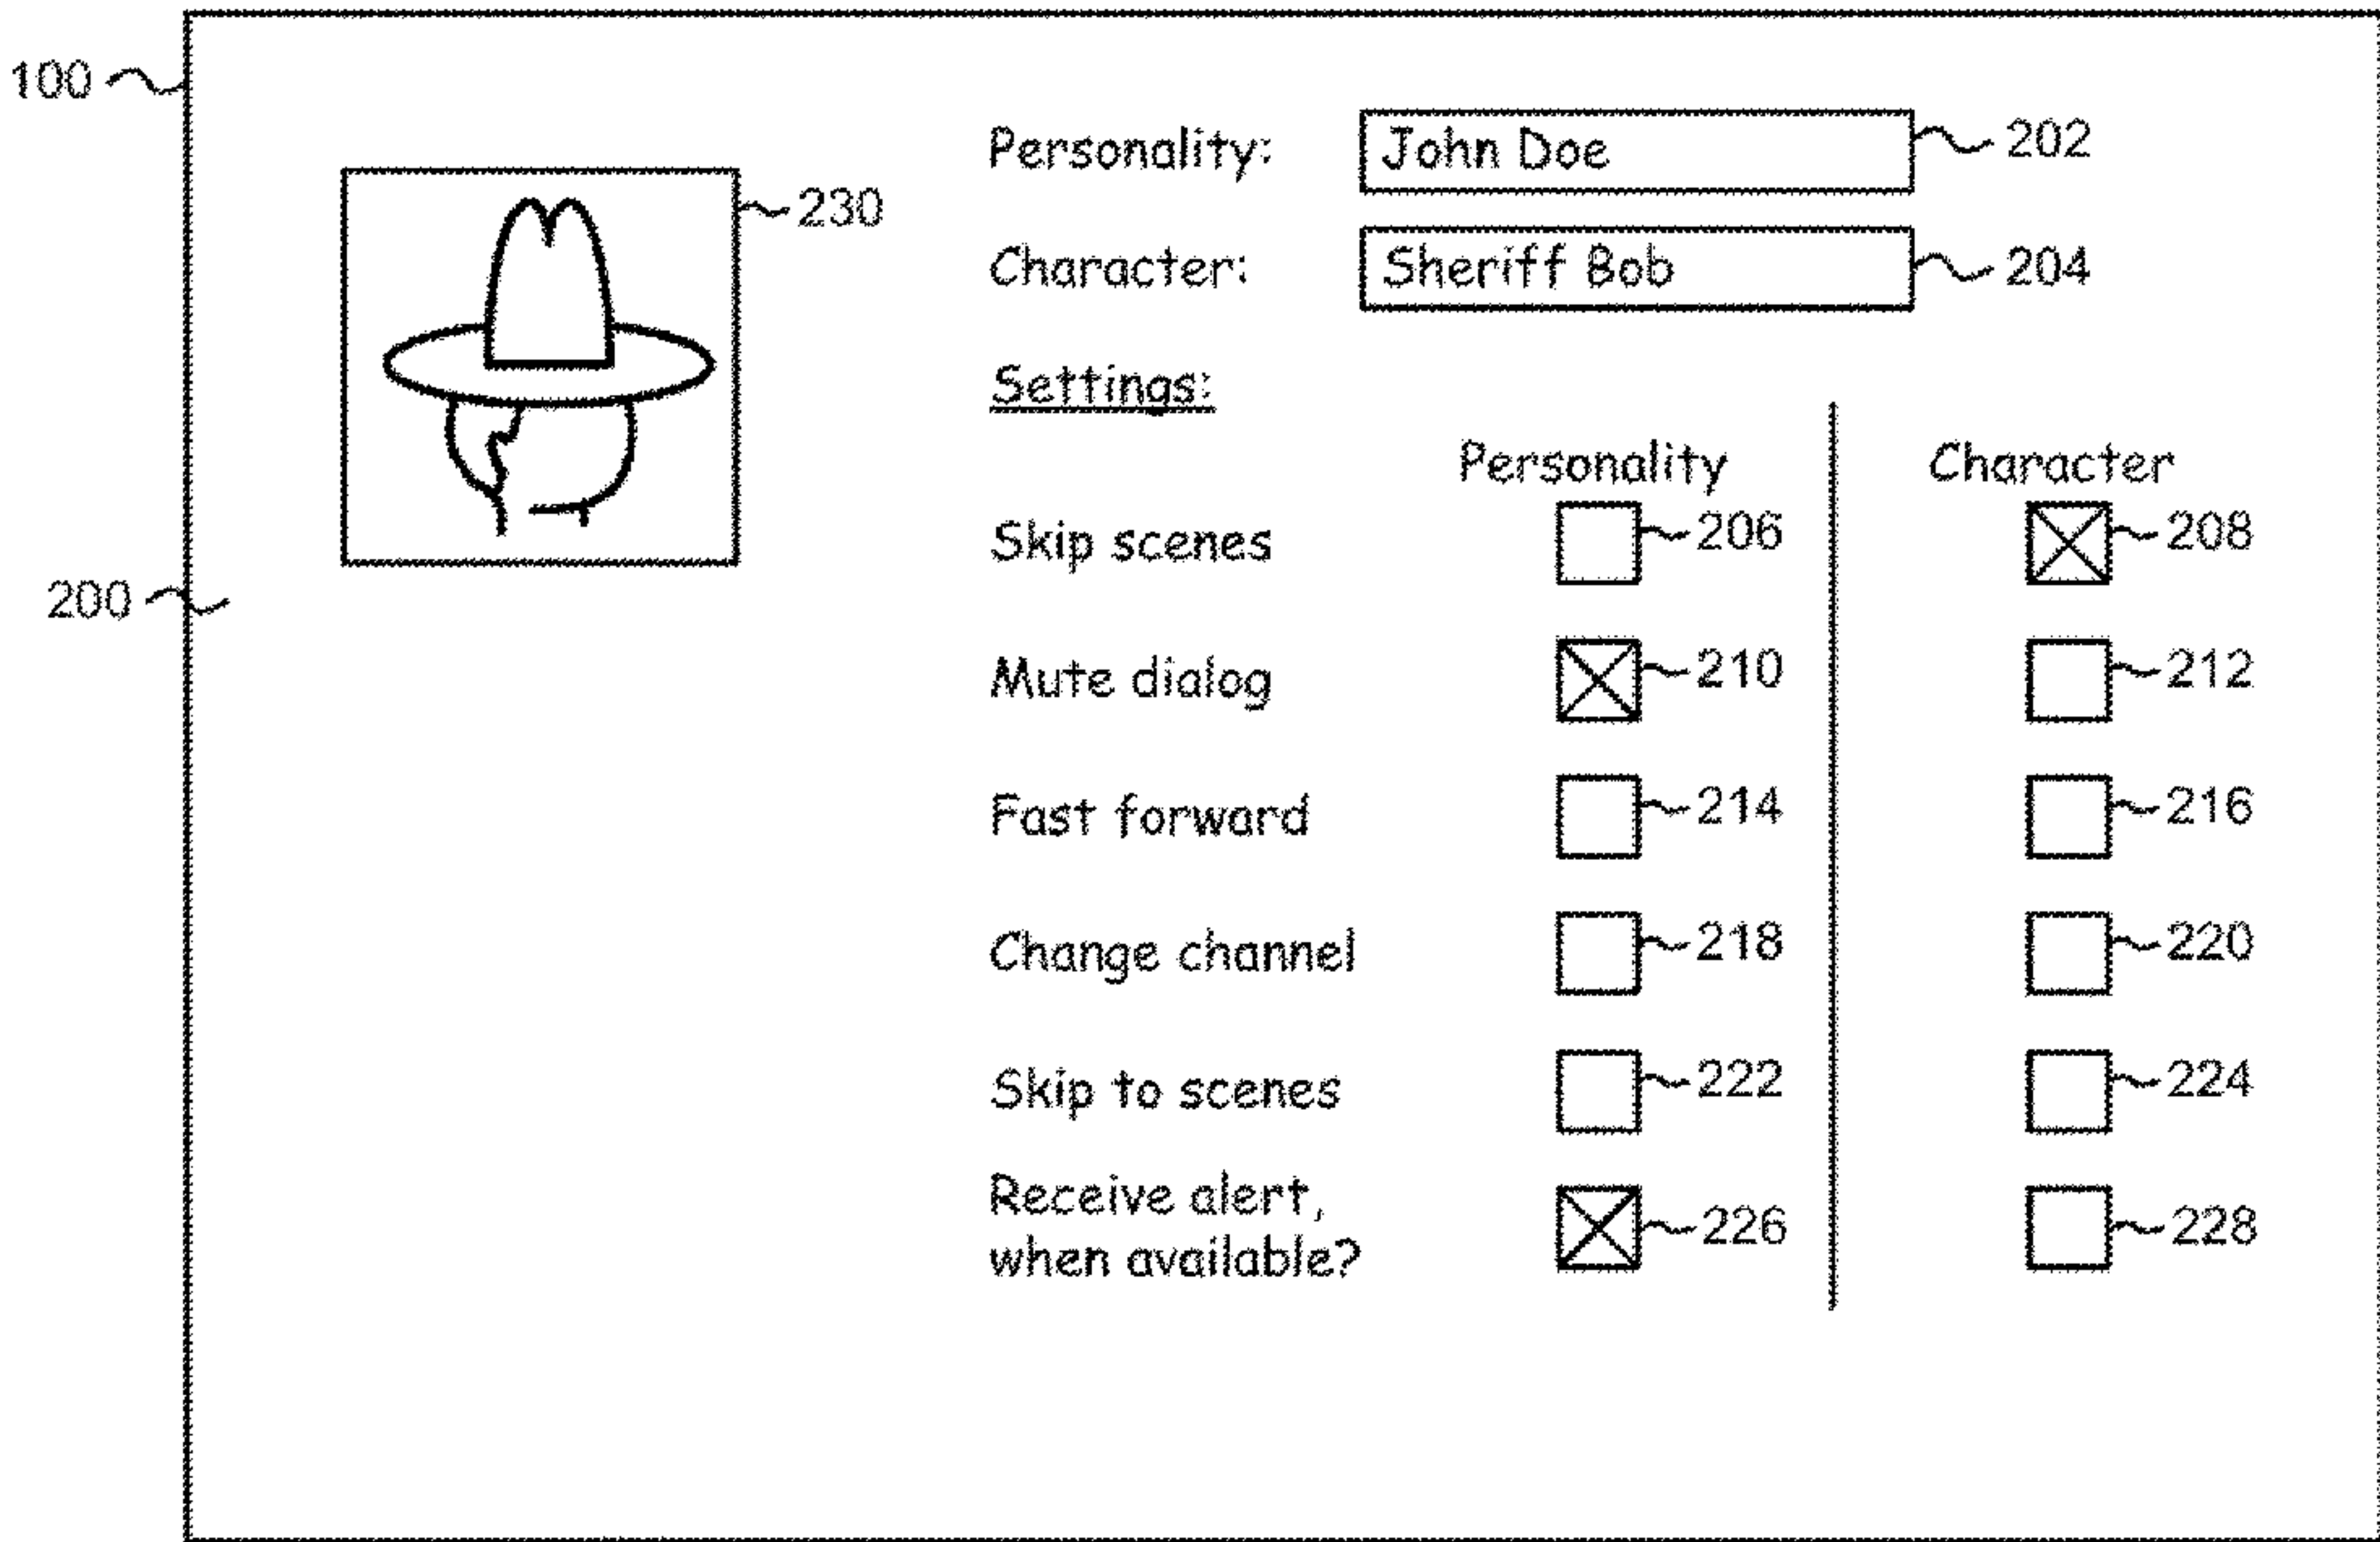 100
Personality: John Doe 202
230
Character: Sheriff Bob 204
Settings:
Personality Character
Skip scenes 206 208
200
Mute dialog 210 212
Fast forward 214 216
Change channel 218 220
Skip to scenes 222 224
Receive alert,
when available? 226 228